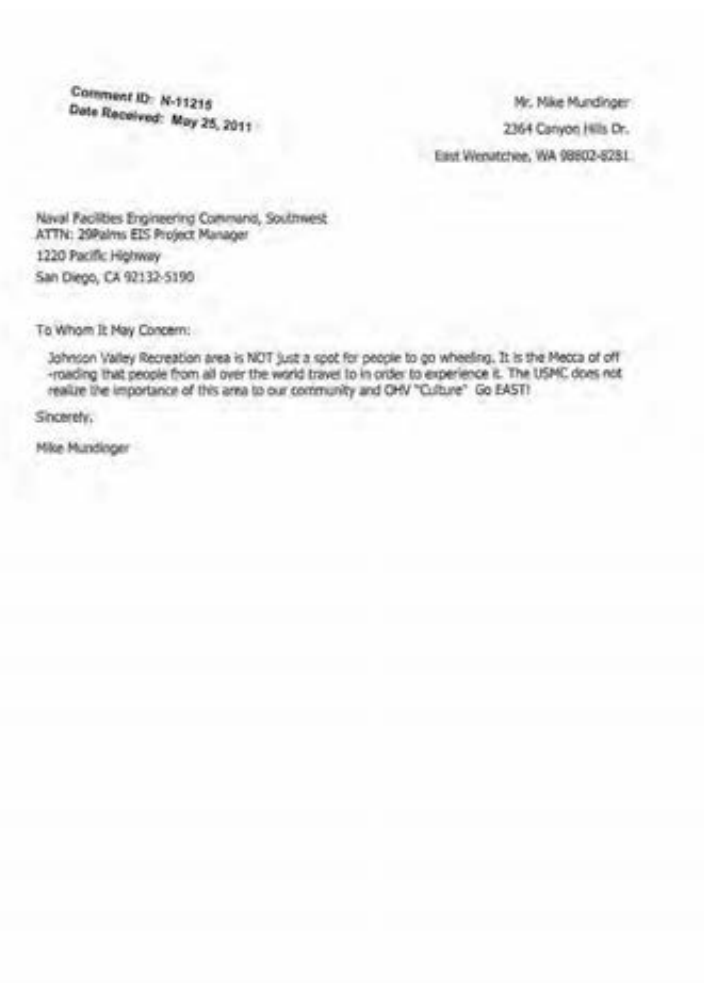 Comment ID: N-11215
Date Received: May 25, 2011
Mr. Mike Mundinger
2364 Canyon Hills Dr.
East Wenatchee, WA 98802-8281
Naval Facilities Engineering Command, Southwest
ATTN: 29Palms EIS Project Manager
1220 Pacific Highway
San Diego, CA 92132-5190
To Whom It May Concern:
Johnson Valley Recreation area is NOT just a spot for people to go wheeling. It is the Mecca of off
-roading that people from all over the world travel to in order to experience it. The USMC does not
realize the importance of this area to our community and OHV "Culture" Go EAST!
Sincerely,
Mike Mundinger